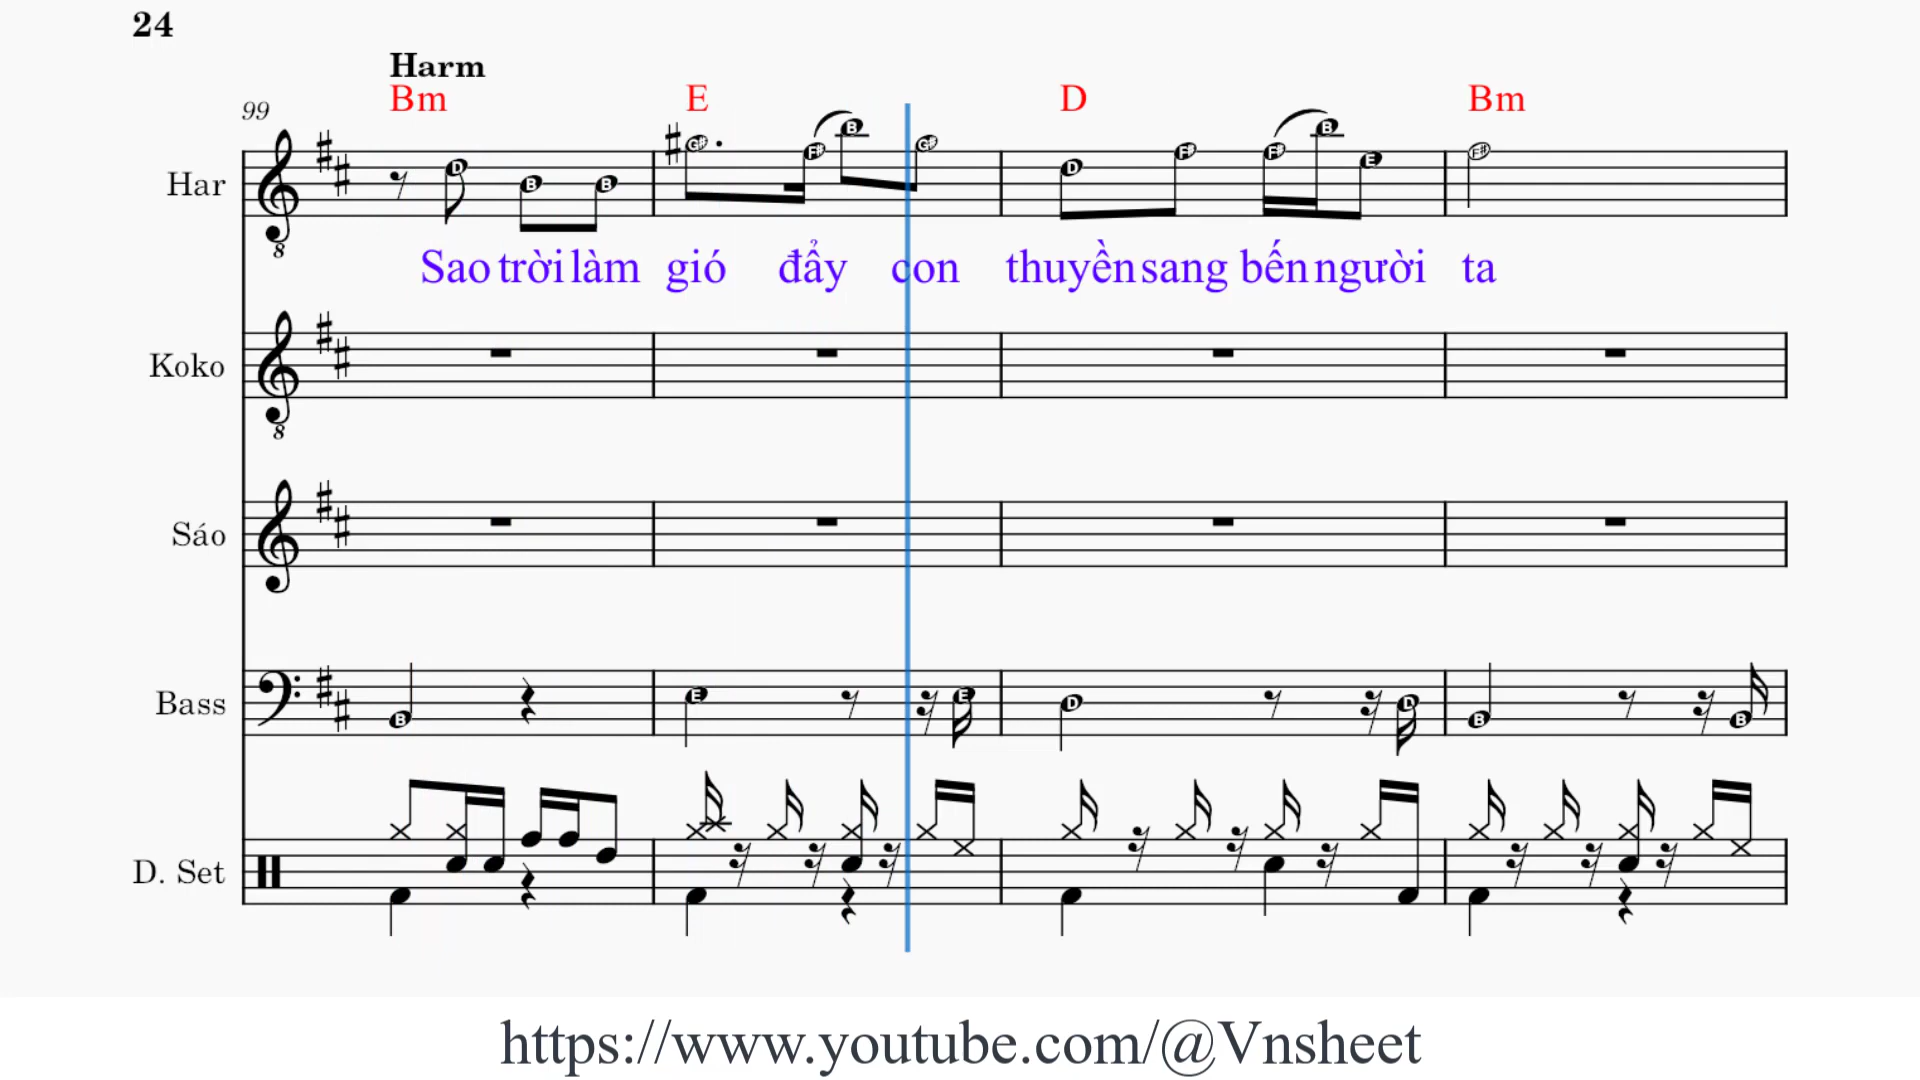 24
Harm
99 Bm E D Bm
Har
Sao trời làm gió đẩy con thuyền sang bến người ta
Koko
Sáo
Bass
D. Set
https://www.youtube.com/@Vnsheet